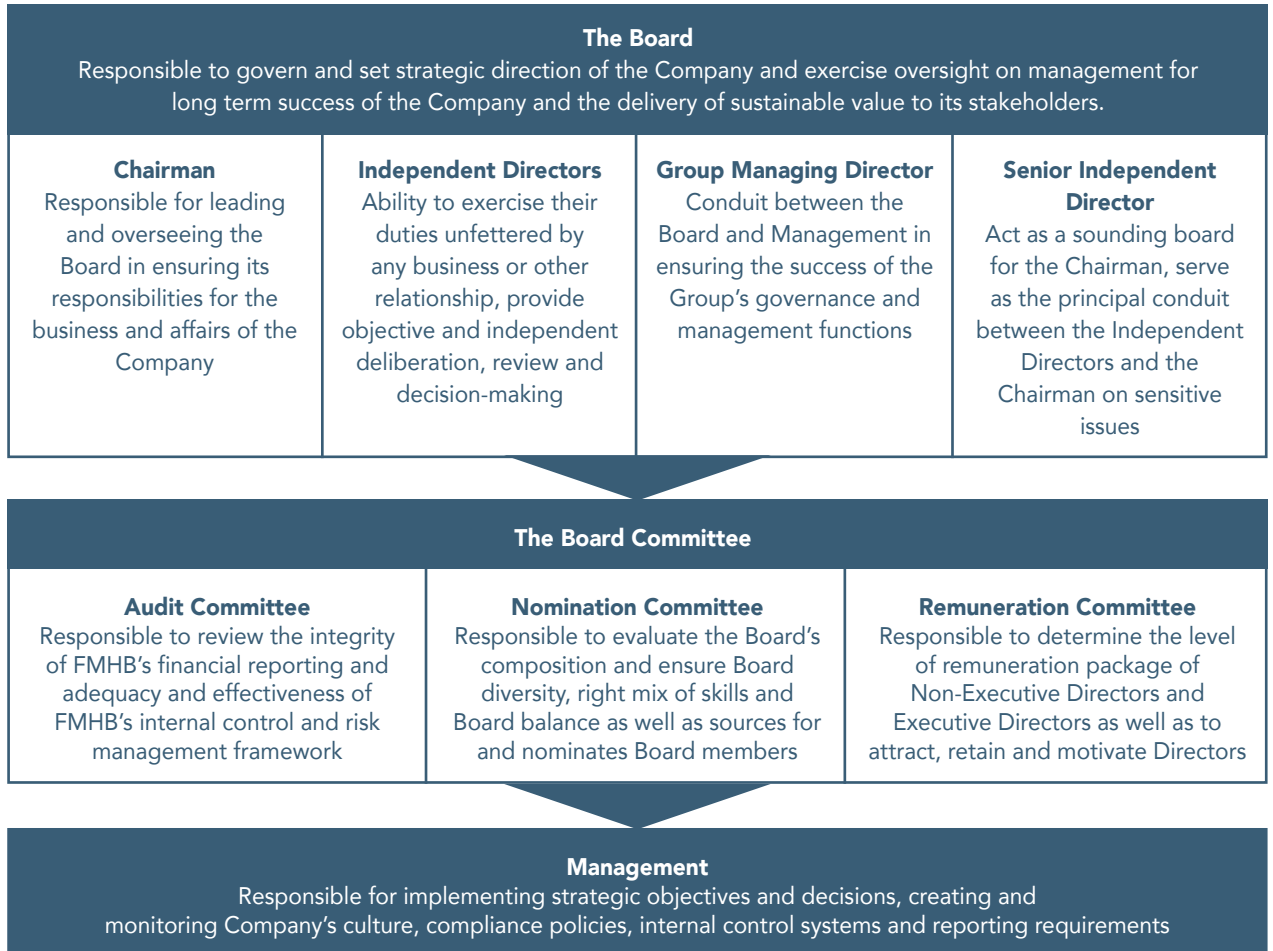 The Board
Responsible to govern and set strategic direction of the Company and exercise oversight on management for
long term success of the Company and the delivery of sustainable value to its stakeholders.
Chairman
Responsible for leading
and overseeing the
Board in ensuring its
responsibilities for the
business and affairs of the
Company
Independent Directors
Ability to exercise their
duties unfettered by
any business or other
relationship, provide
objective and independent
deliberation, review and
decision-making
Group Managing Director
Conduit between the
Board and Management in
ensuring the success of the
Group’s governance and
management functions
Senior Independent
Director
Act as a sounding board
for the Chairman, serve
as the principal conduit
between the Independent
Directors and the
Chairman on sensitive
issues
The Board Committee
Audit Committee
Responsible to review the integrity
of FMHB’s financial reporting and
adequacy and effectiveness of
FMHB’s internal control and risk
management framework
Nomination Committee
Responsible to evaluate the Board’s
composition and ensure Board
diversity, right mix of skills and
Board balance as well as sources for
and nominates Board members
Remuneration Committee
Responsible to determine the level
of remuneration package of
Non-Executive Directors and
Executive Directors as well as to
attract, retain and motivate Directors
Management
Responsible for implementing strategic objectives and decisions, creating and
monitoring Company’s culture, compliance policies, internal control systems and reporting requirements